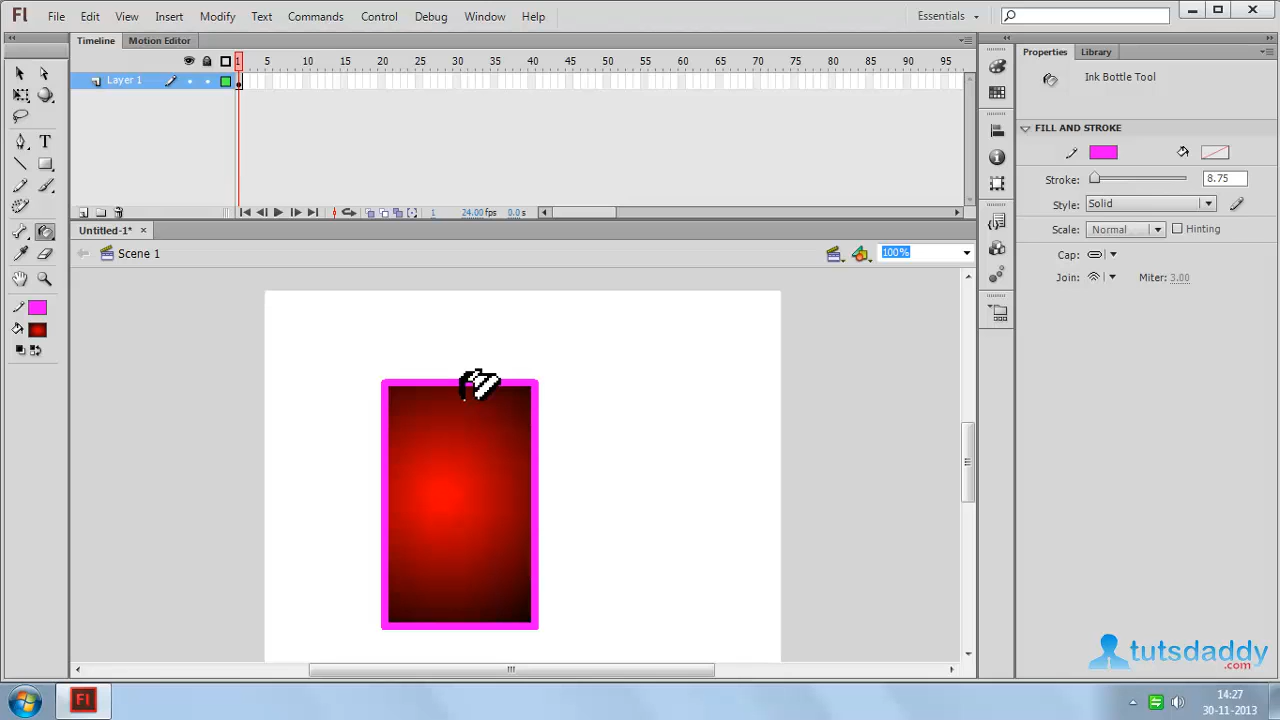 Fl File Edit View Insert Modify Text Commands Control Debug Window Help Essentials
Timeline Motion Editor
Properties Library
1 5 10 15 20 25 30 35 40 45 50 55 60 65 70 75 80 85 90 95
Layer 1
Ink Bottle Tool
FILL AND STROKE
Stroke: 8.75
Style: Solid
Scale: Normal Hinting
Cap:
Join: Miter: 3.00
1 24.00 fps 0.0 s
Untitled-1*
Scene 1
100%
tutsdaddy
.com
Fl
14:27
30-11-2013